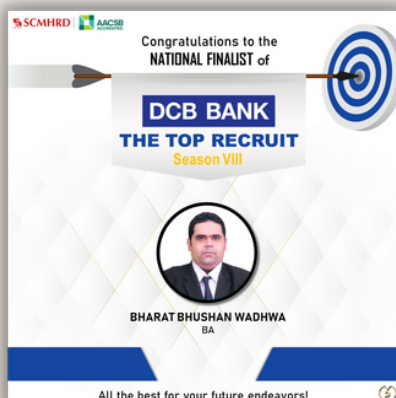 SCMHRD
AACSB
ACCREDITED
Congratulations to the
NATIONAL FINALIST of
DCB BANK
THE TOP RECRUIT
Season VIII
BHARAT BHUSHAN WADHWA
BA
All the best for your future endeavors!